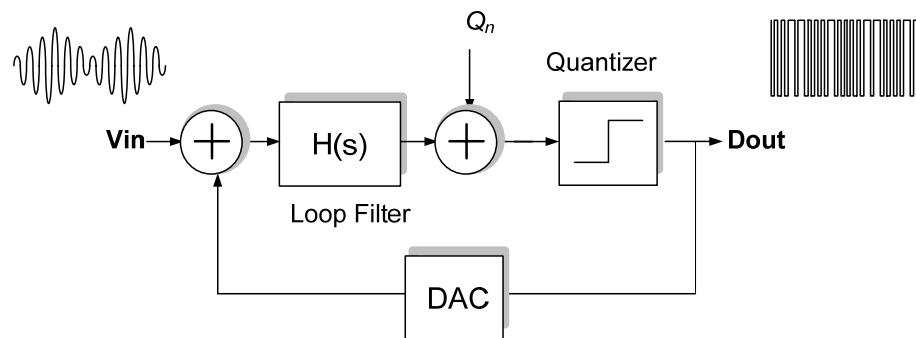 Qn
Quantizer
Vin
H(s)
Dout
Loop Filter
DAC